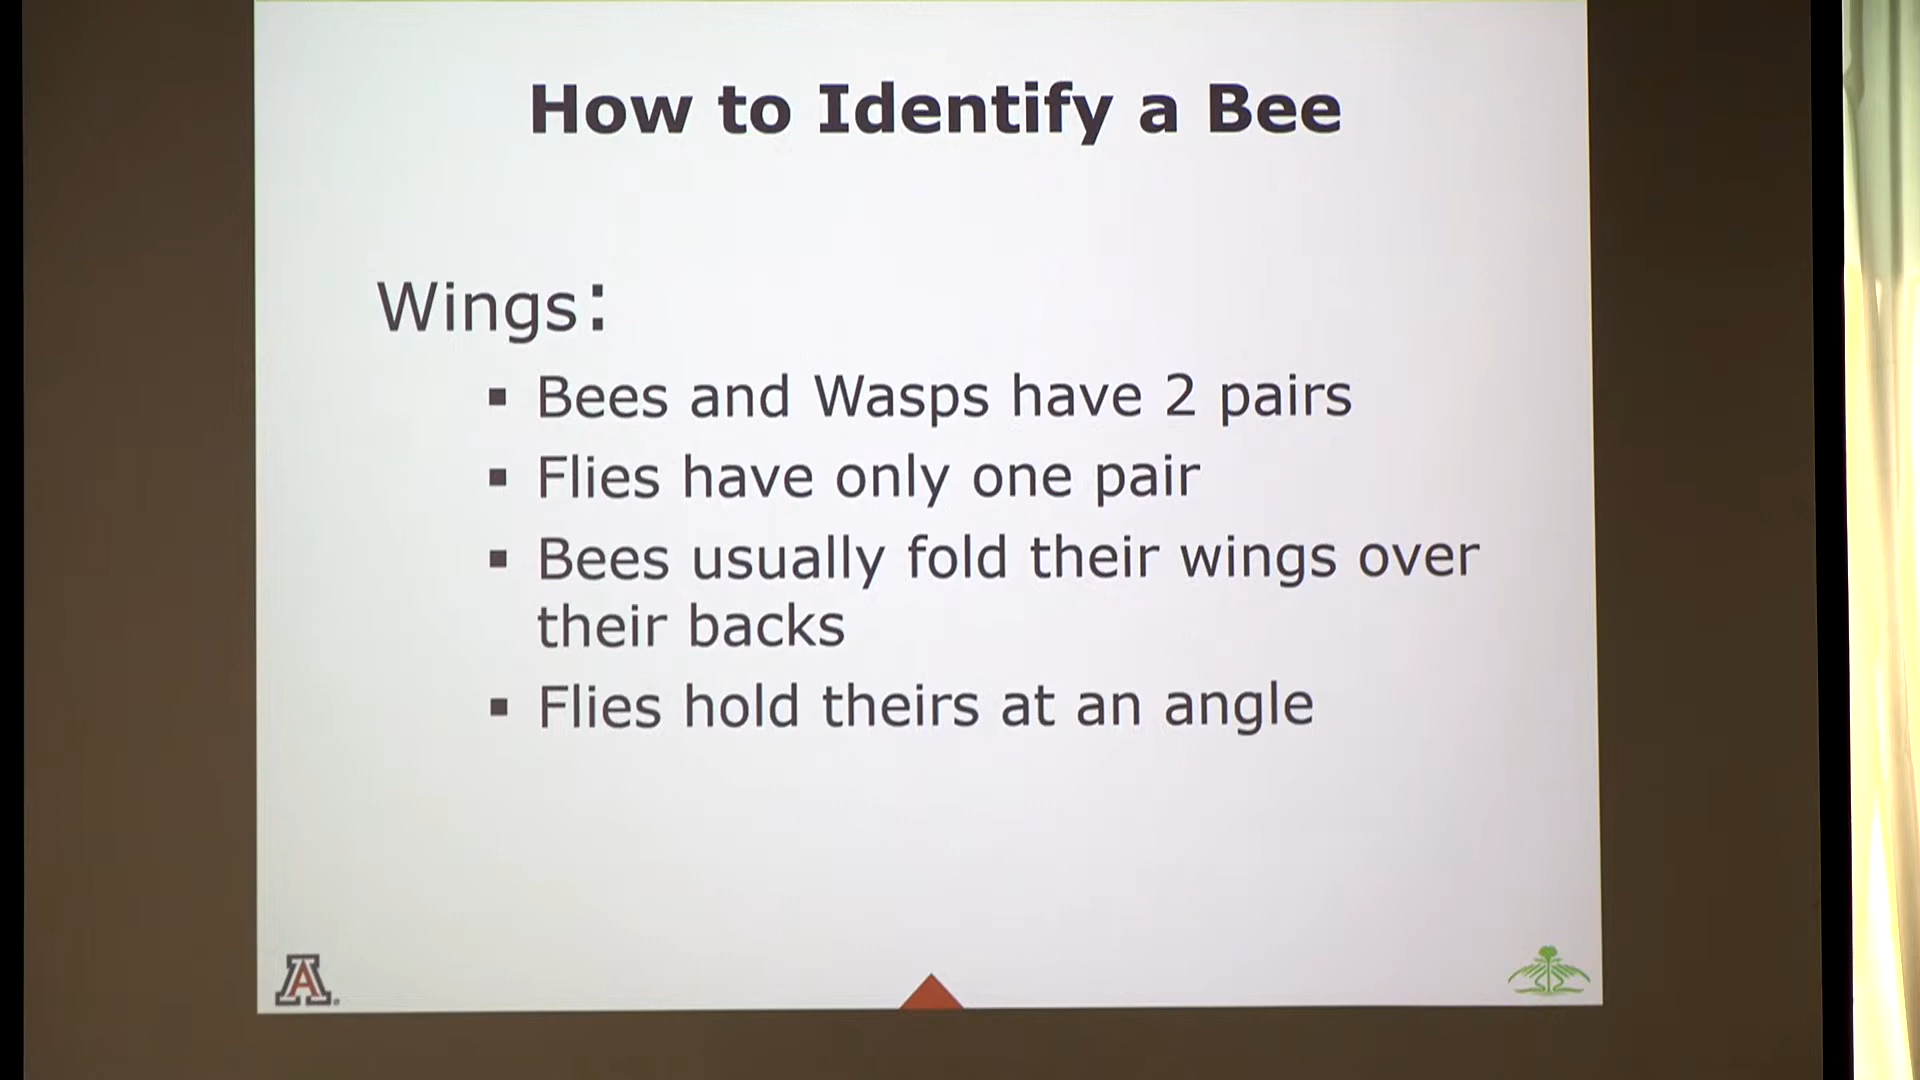 How to Identify a Bee
Wings:
▪ Bees and Wasps have 2 pairs
▪ Flies have only one pair
▪ Bees usually fold their wings over
their backs
▪ Flies hold theirs at an angle
A